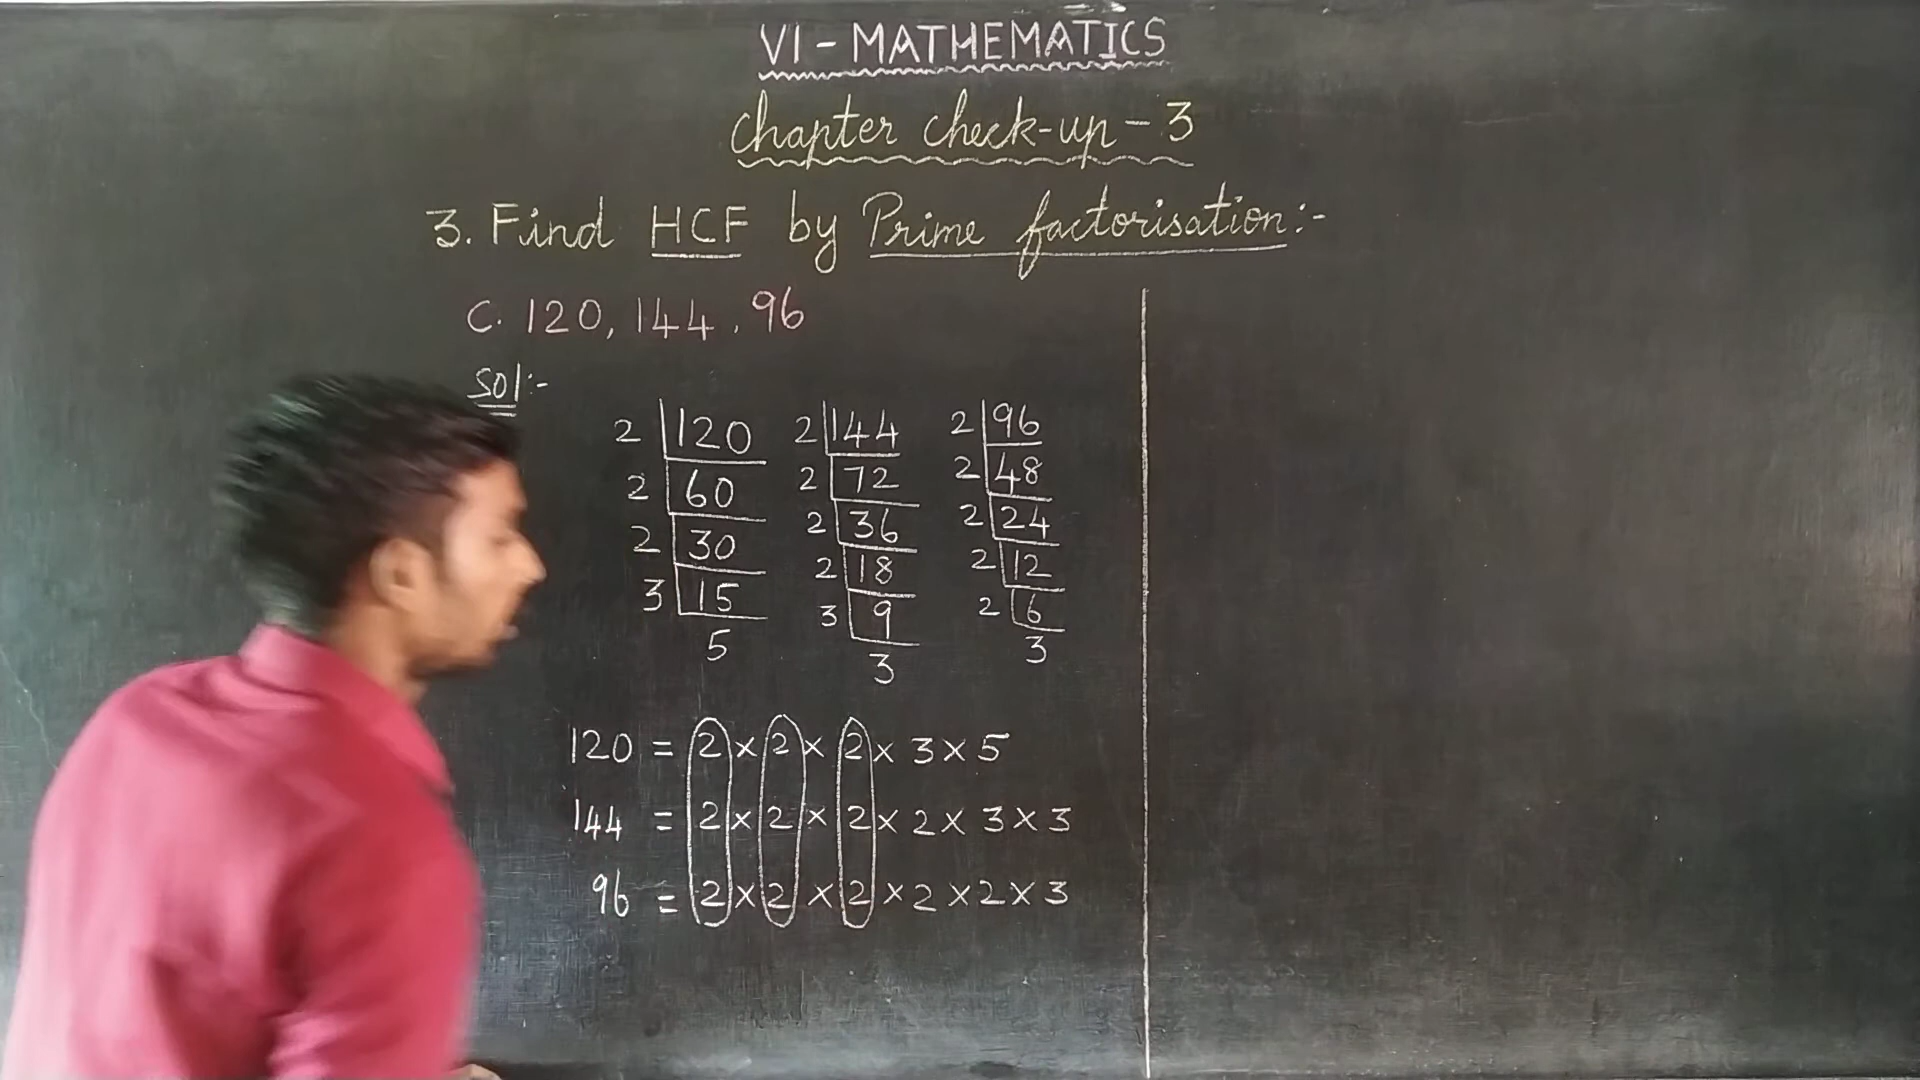 VI - MATHEMATICS
Chapter Check-up - 3
3. Find HCF by Prime factorisation:-
C. 120, 144, 96
Sol:-
2 120 2 144 2 96
2 60 2 72 2 48
2 30 2 36 2 24
3 15 2 18 2 12
5 3 9 2 6
3 3
120 = 2 × 2 × 2 × 3 × 5
144 = 2 × 2 × 2 × 2 × 3 × 3
96 = 2 × 2 × 2 × 2 × 2 × 3